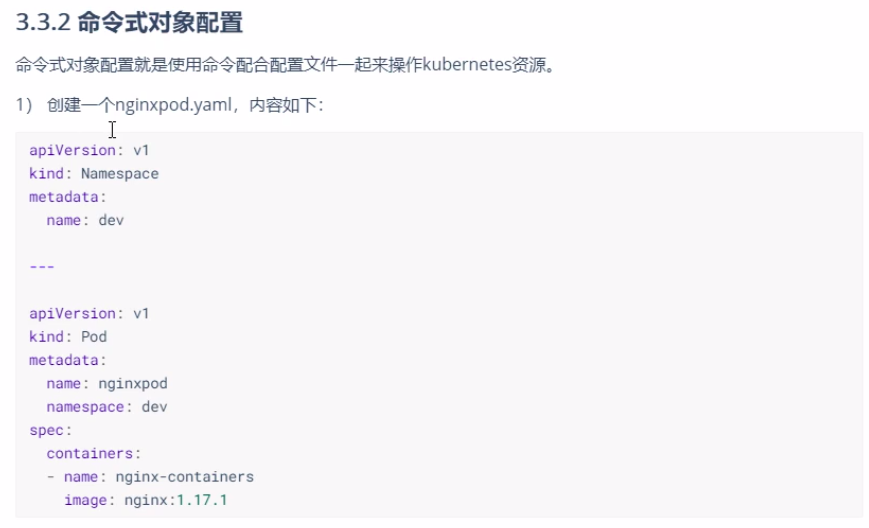 3.3.2 命令式对象配置
命令式对象配置就是使用命令配合配置文件一起来操作kubernetes资源。
1） 创建一个nginxpod.yaml，内容如下：
apiVersion: v1
kind: Namespace
metadata:
  name: dev
---
apiVersion: v1
kind: Pod
metadata:
  name: nginxpod
  namespace: dev
spec:
  containers:
  - name: nginx-containers
    image: nginx:1.17.1